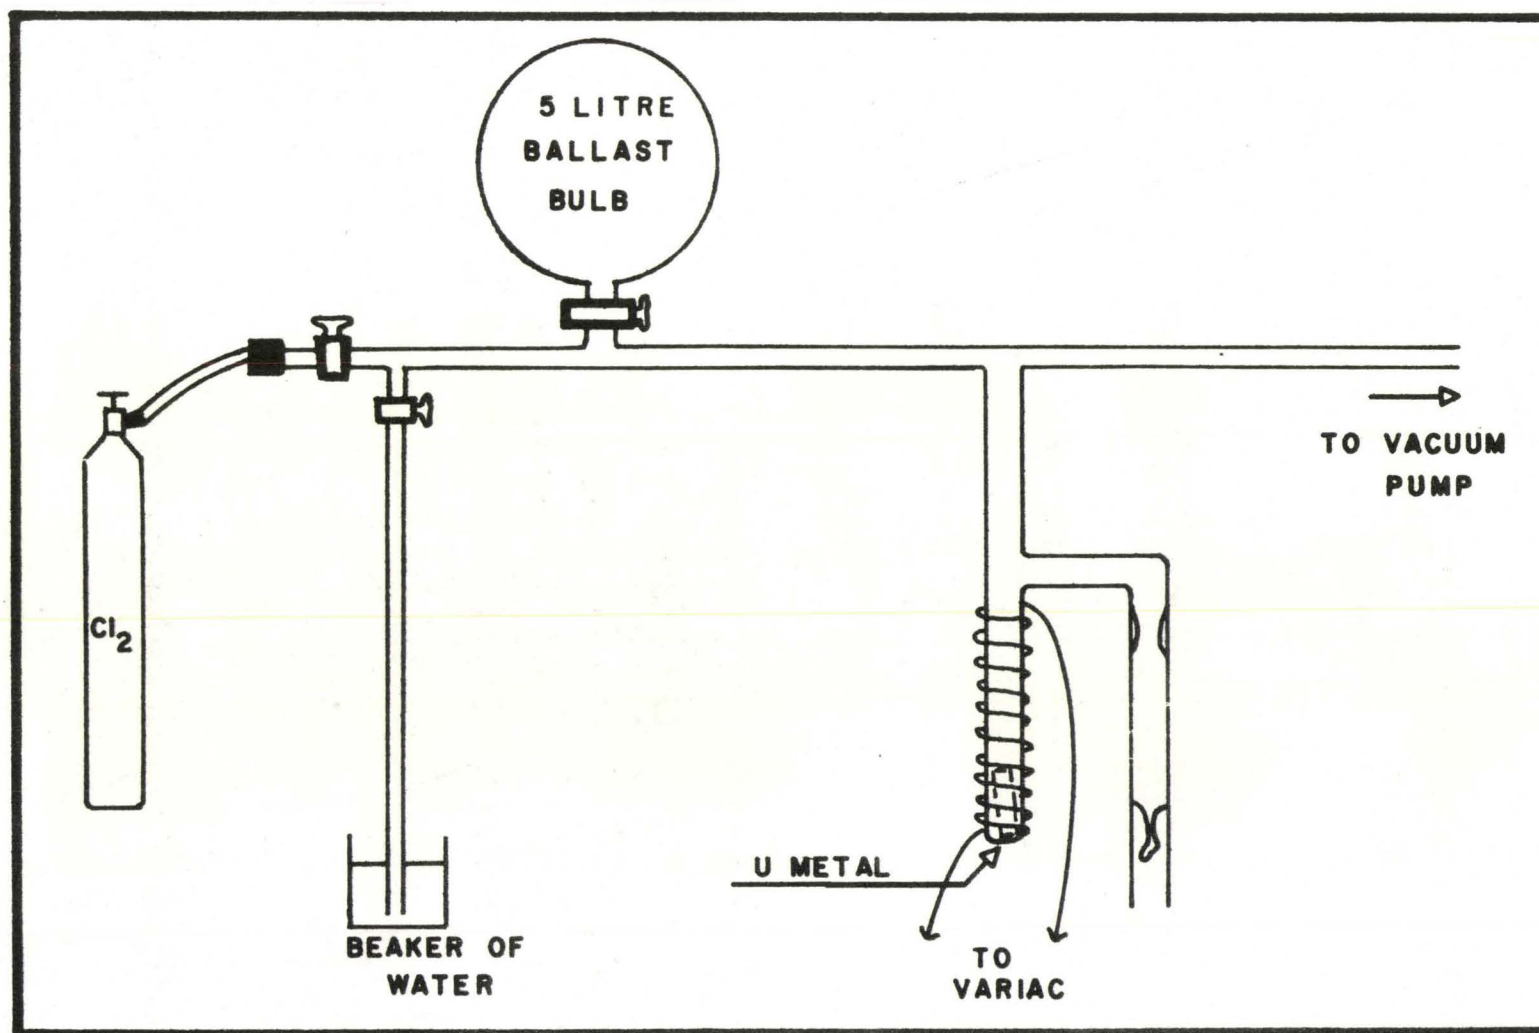 5 LITRE
BALLAST
BULB
TO VACUUM
PUMP
Cl₂
U METAL
BEAKER OF
WATER
TO
VARIAC